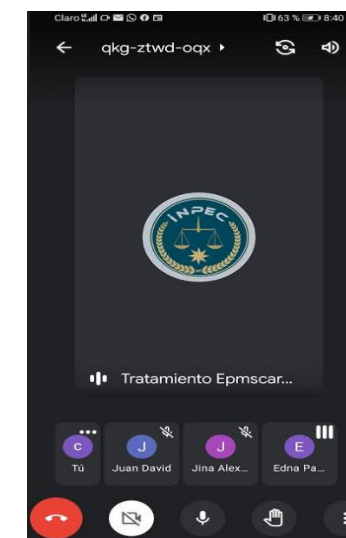 Claro 63 % 8:40
qkg-ztwd-oqx
INPEC
Tratamiento Epmscar...
C J J E
Tú Juan David Jina Alex... Edna Pa...